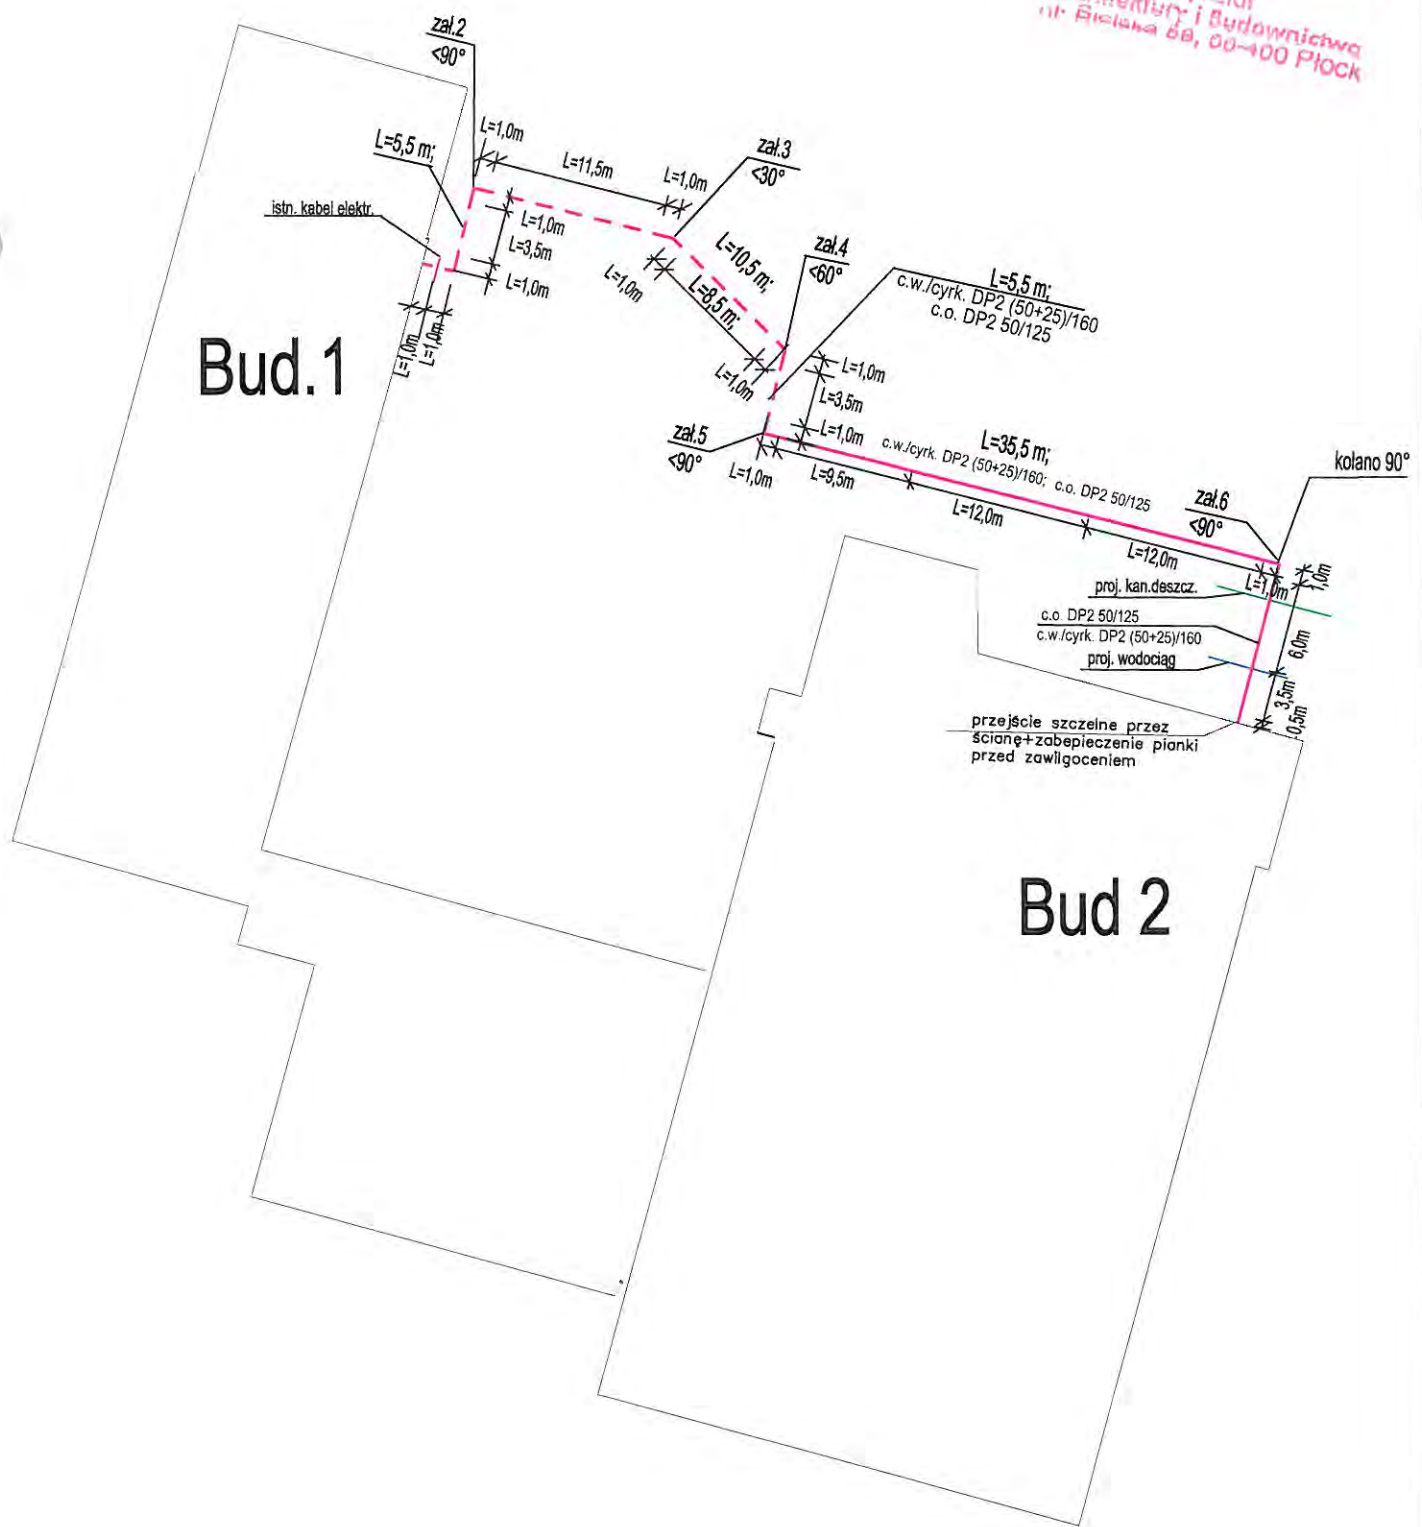 i Budownictwa
00-400 Płock
zał.2
<90°
L=1,0m
L=5,5 m;
L=11,5m
L=1,0m
zał.3
<30°
istn. kabel elektr.
L=1,0m
L=3,5m
L=1,0m
L=1,0m
L=1,0m
L=10,5 m;
L=1,0m
L=8,5 m;
L=1,0m
zał.4
<60°
L=5,5 m;
c.w./cyrk. DP2 (50+25)/160
c.o. DP2 50/125
Bud.1
L=1,0m
L=3,5m
L=1,0m
zał.5
<90°
L=1,0m
L=9,5m
L=35,5 m;
c.w./cyrk. DP2 (50+25)/160; c.o. DP2 50/125
L=12,0m
L=12,0m
zał.6
<90°
kolano 90°
L=1,0m
1,0m
proj. kan.deszcz.
c.o. DP2 50/125
c.w./cyrk. DP2 (50+25)/160
proj. wodociąg
6,0m
3,5m
0,5m
przejście szczelne przez
ścianę+zabepieczenie pianki
przed zawilgoceniem
Bud 2